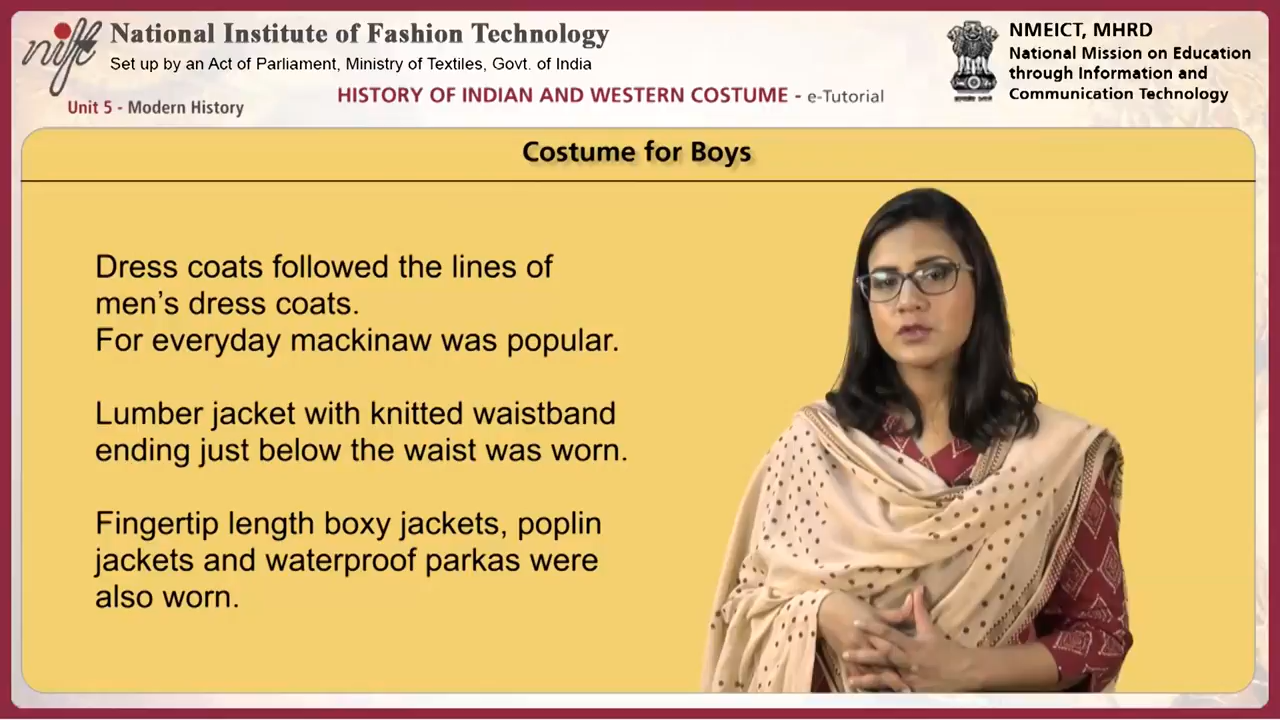 nift
National Institute of Fashion Technology
Set up by an Act of Parliament, Ministry of Textiles, Govt. of India
NMEICT, MHRD
National Mission on Education
through Information and
Communication Technology
Unit 5 - Modern History
HISTORY OF INDIAN AND WESTERN COSTUME - e-Tutorial
Costume for Boys
Dress coats followed the lines of
men’s dress coats.
For everyday mackinaw was popular.
Lumber jacket with knitted waistband
ending just below the waist was worn.
Fingertip length boxy jackets, poplin
jackets and waterproof parkas were
also worn.